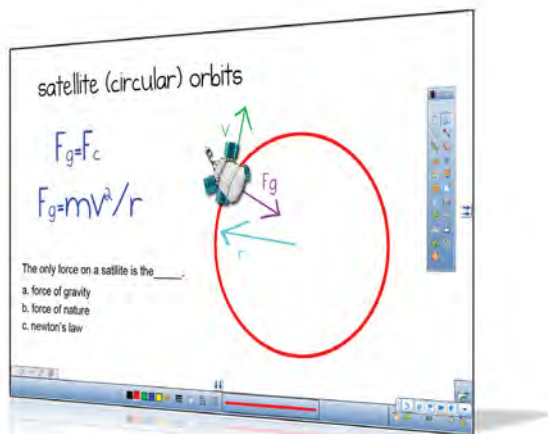 satellite (circular) orbits
Fg=Fc
Fg=mv²/r
v
Fg
r
The only force on a satllite is the_____.
a. force of gravity
b. force of nature
c. newton's law